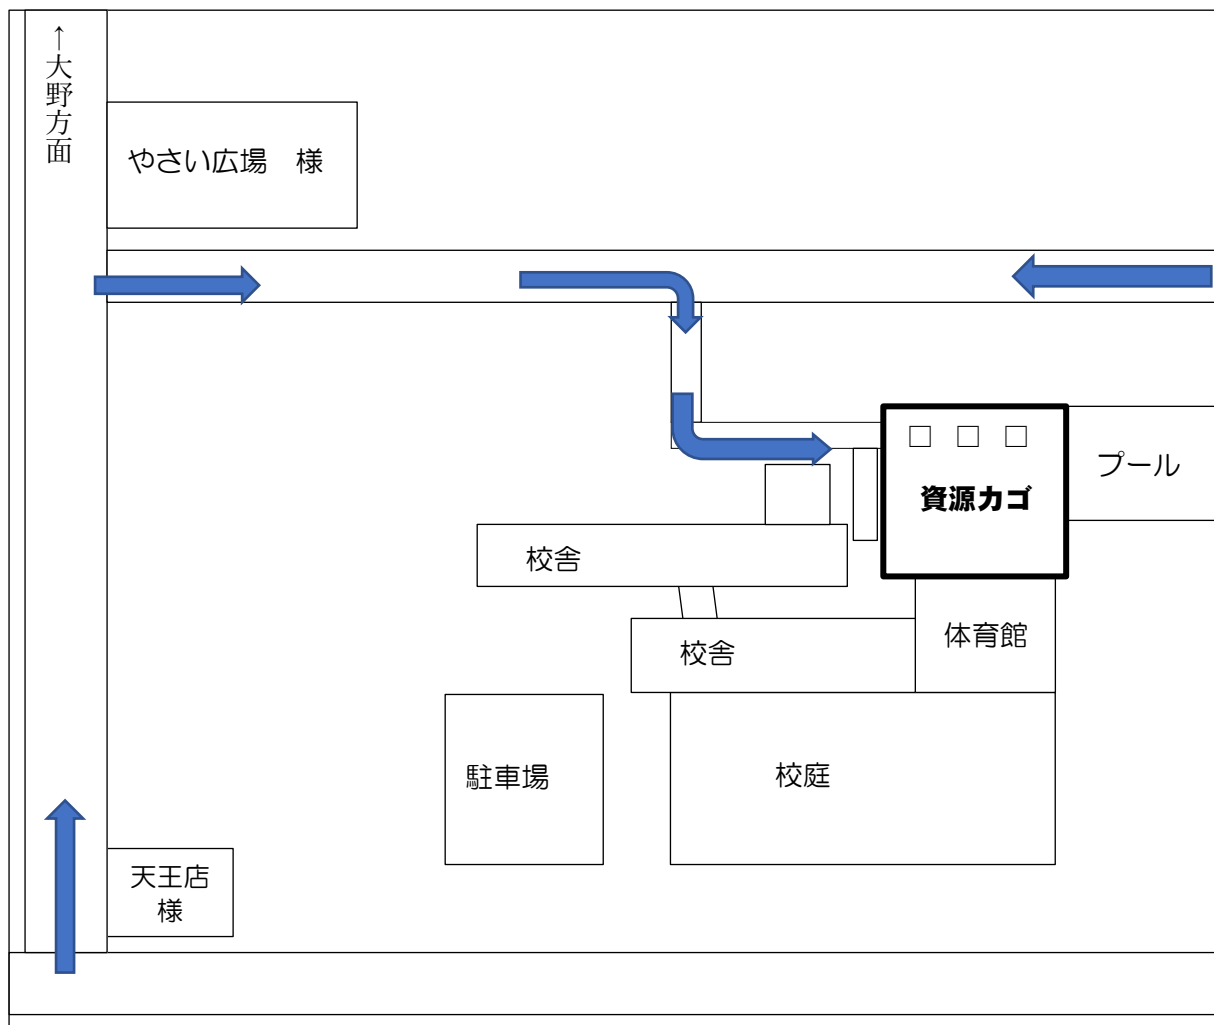 ↑大野方面
やさい広場　様
プール
資源カゴ
校舎
体育館
校舎
駐車場
校庭
天王店
様